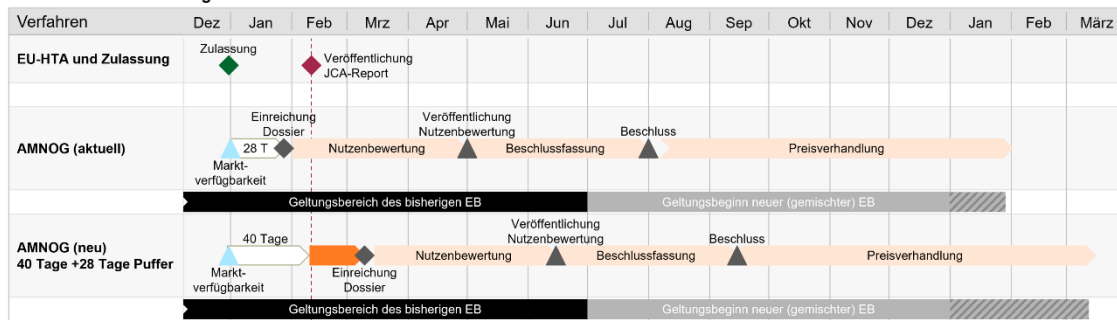 Verfahren Dez Jan Feb Mrz Apr Mai Jun Jul Aug Sep Okt Nov Dez Jan Feb März
EU-HTA und Zulassung
Zulassung
Veröffentlichung
JCA-Report
AMNOG (aktuell)
Einreichung
Dossier
Veröffentlichung
Nutzenbewertung
Beschluss
28 T
Nutzenbewertung
Beschlussfassung
Preisverhandlung
Markt-
verfügbarkeit
Geltungsbereich des bisherigen EB
Geltungsbeginn neuer (gemischter) EB
AMNOG (neu)
40 Tage +28 Tage Puffer
40 Tage
Veröffentlichung
Nutzenbewertung
Beschluss
Nutzenbewertung
Beschlussfassung
Preisverhandlung
Markt-
verfügbarkeit
Einreichung
Dossier
Geltungsbereich des bisherigen EB
Geltungsbeginn neuer (gemischter) EB